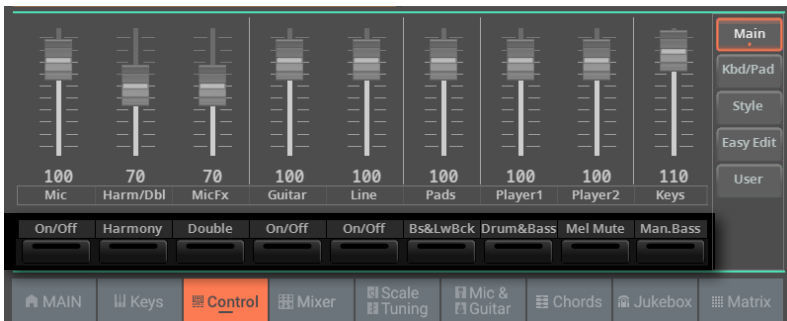 Main
Kbd/Pad
Style
Easy Edit
User
100 70 70 100 100 100 100 100 110
Mic Harm/Dbl MicFx Guitar Line Pads Player1 Player2 Keys
On/Off Harmony Double On/Off On/Off Bs&LwBck Drum&Bass Mel Mute Man.Bass
MAIN Keys Control Mixer Scale Tuning Mic & Guitar Chords Jukebox Matrix